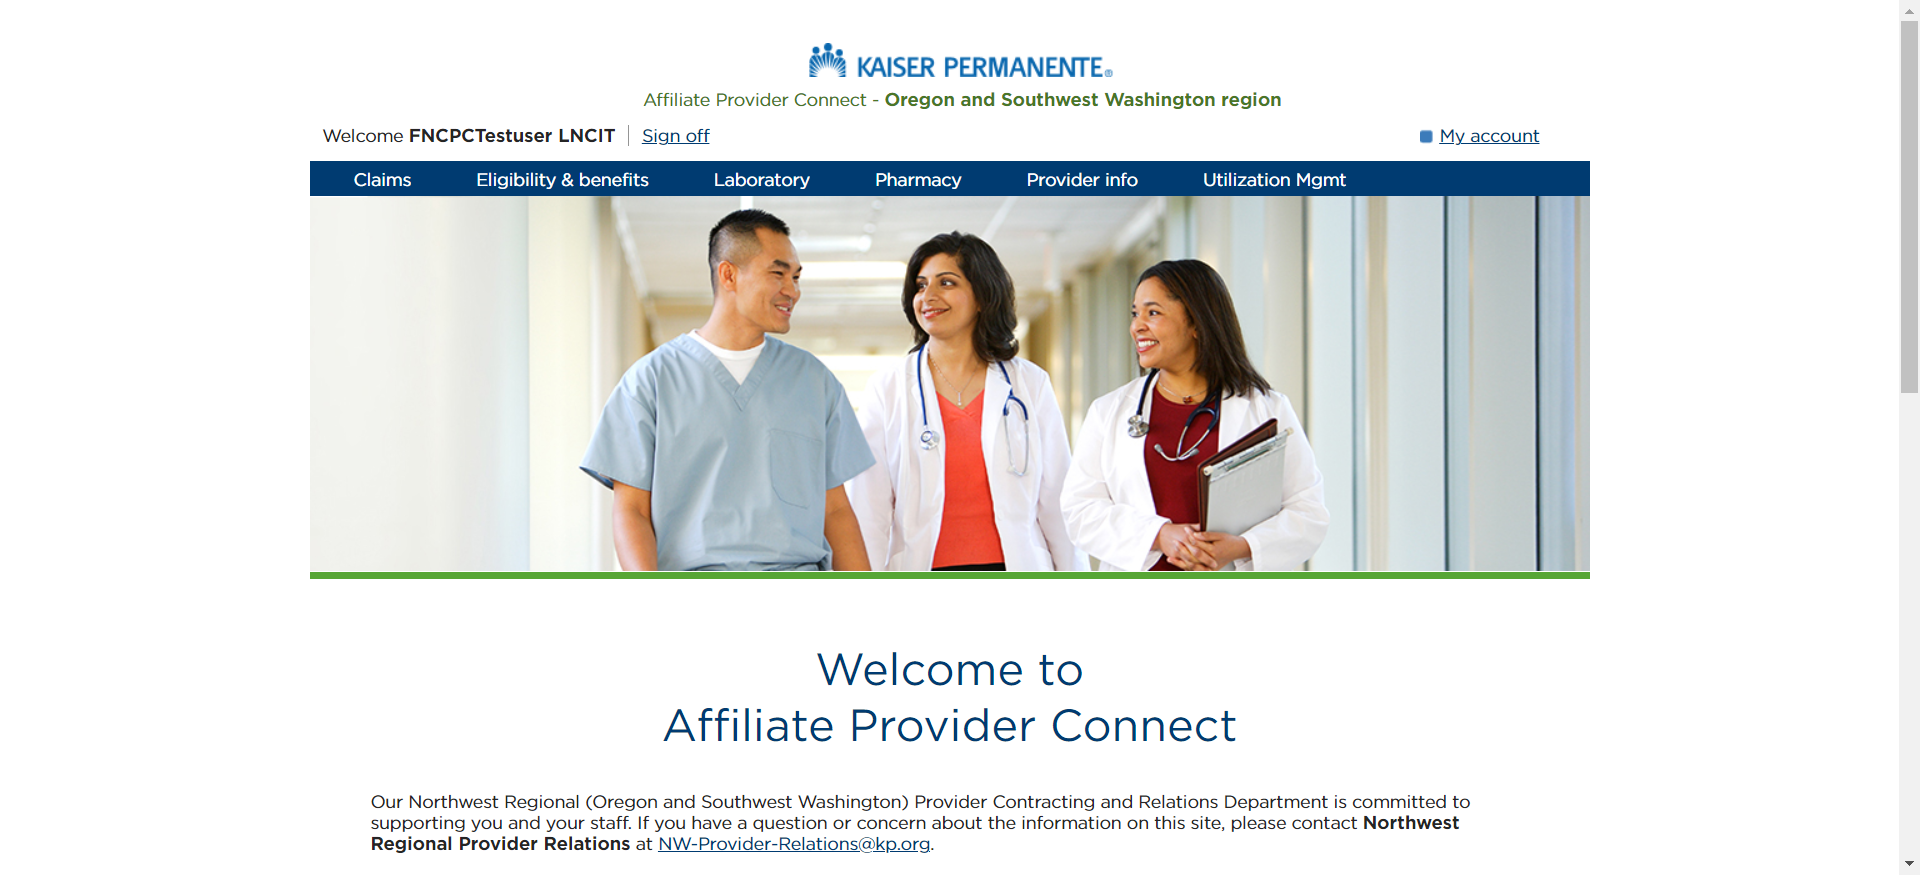 KAISER PERMANENTE®
Affiliate Provider Connect - Oregon and Southwest Washington region
Welcome FNCPCTestuser LNCIT Sign off My account
Claims Eligibility & benefits Laboratory Pharmacy Provider info Utilization Mgmt
Welcome to
Affiliate Provider Connect
Our Northwest Regional (Oregon and Southwest Washington) Provider Contracting and Relations Department is committed to
supporting you and your staff. If you have a question or concern about the information on this site, please contact Northwest
Regional Provider Relations at NW-Provider-Relations@kp.org.